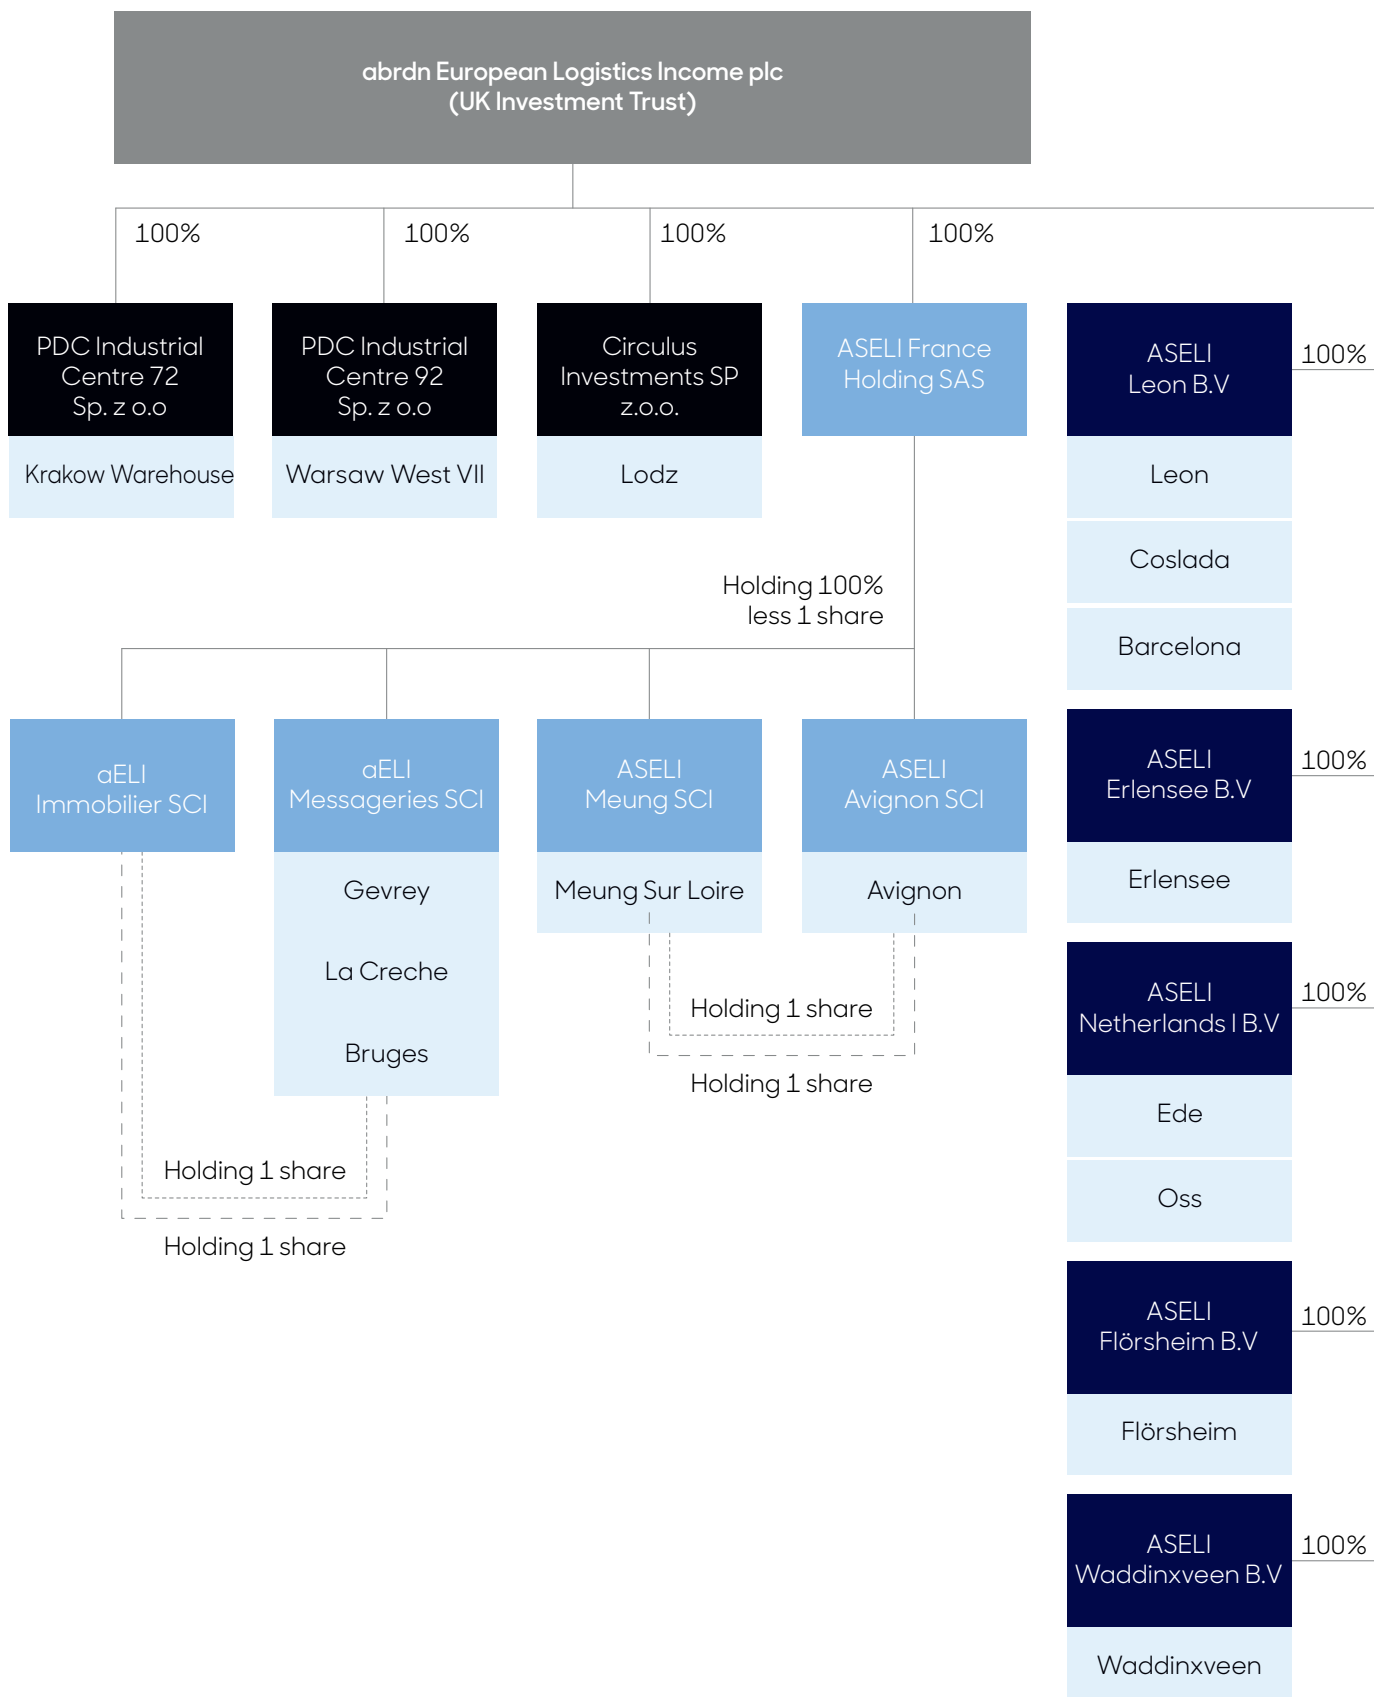 abrdn European Logistics Income plc
(UK Investment Trust)
100%
100%
100%
100%
PDC Industrial
Centre 72
Sp. z o.o
Krakow Warehouse
PDC Industrial
Centre 92
Sp. z o.o
Warsaw West VII
Circulus
Investments SP
z.o.o.
Lodz
ASELI France
Holding SAS
Holding 100%
less 1 share
aELI
Immobilier SCI
aELI
Messageries SCI
Gevrey
La Creche
Bruges
ASELI
Meung SCI
Meung Sur Loire
ASELI
Avignon SCI
Avignon
Holding 1 share
Holding 1 share
Holding 1 share
Holding 1 share
ASELI
Leon B.V
100%
Leon
Coslada
Barcelona
ASELI
Erlensee B.V
100%
Erlensee
ASELI
Netherlands I B.V
100%
Ede
Oss
ASELI
Flörsheim B.V
100%
Flörsheim
ASELI
Waddinxveen B.V
100%
Waddinxveen